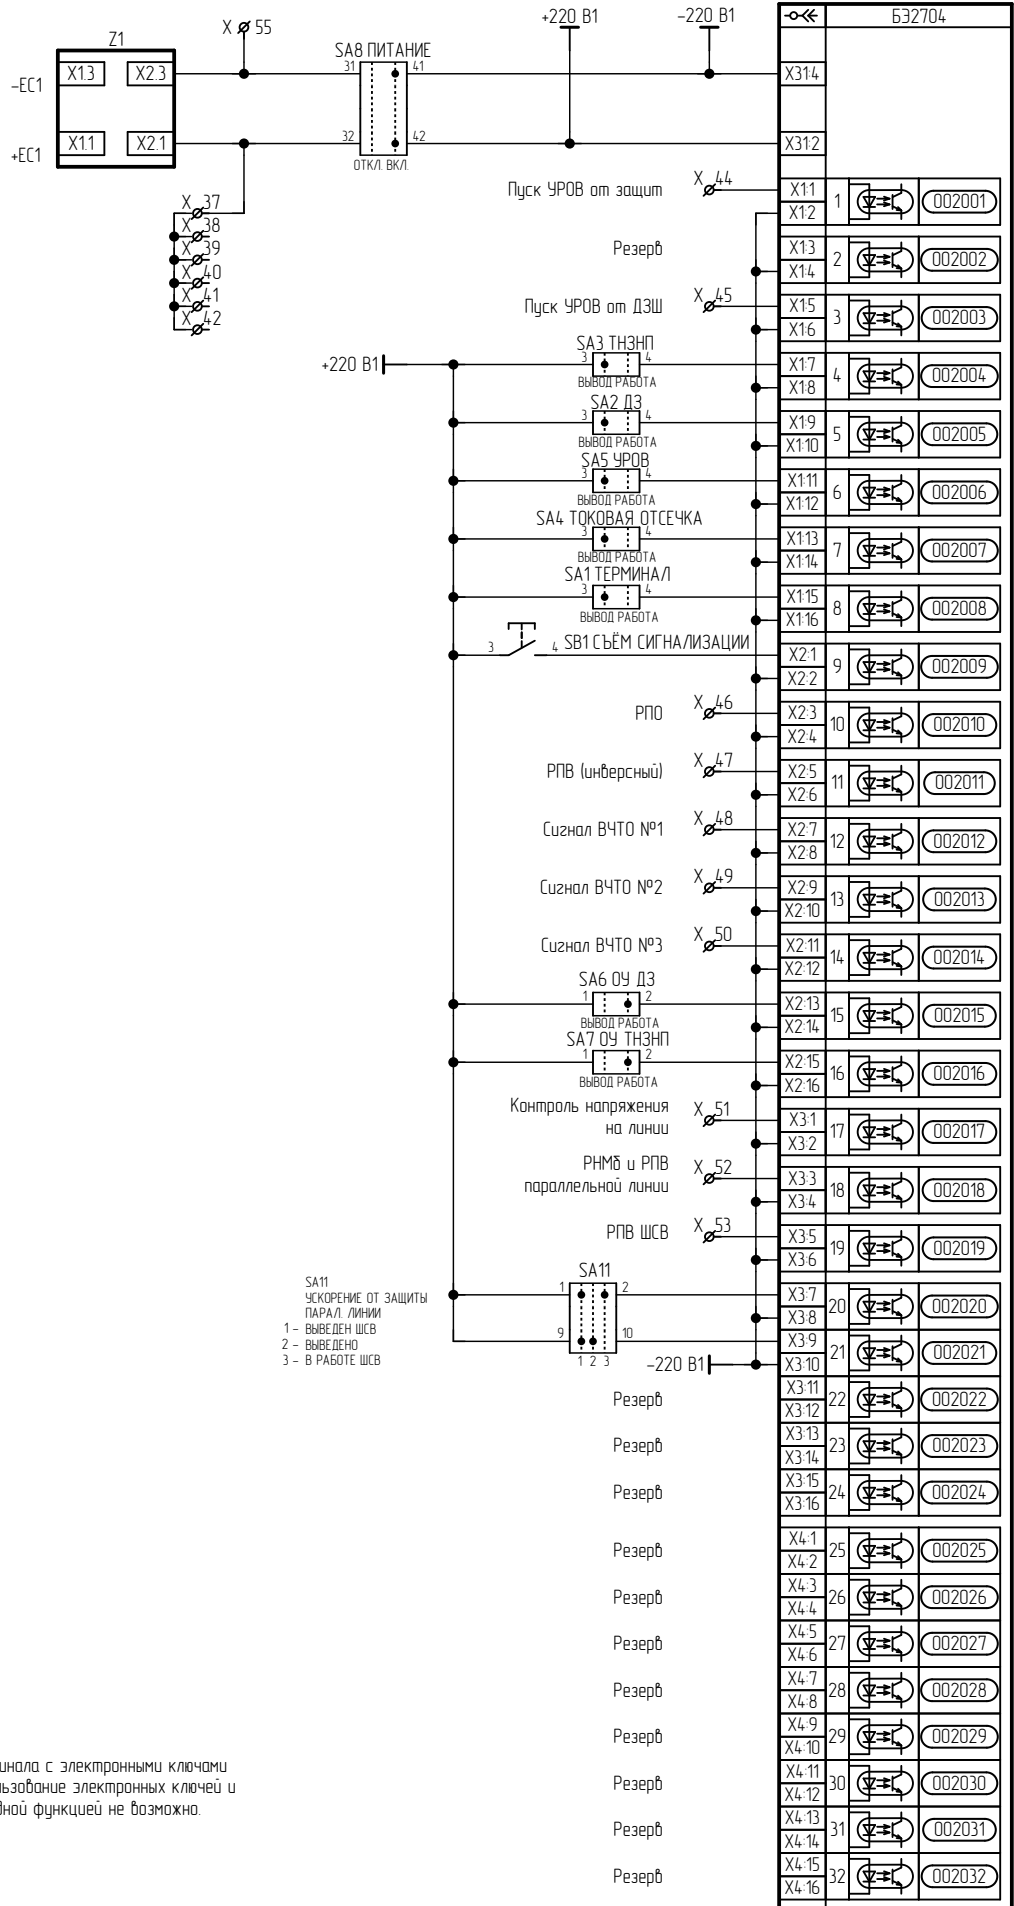 Б32704
+220 В1
-220 В1
X 55
Z1
SA8 ПИТАНИЕ
-ЕС1
X1.3 X2.3 31 41 X31:4
+ЕС1
X1.1 X2.1 32 42 X31:2
ОТКЛ. ВКЛ.
X 37
X 38
X 39
X 40
X 41
X 42
Пуск УРОВ от защит X 44 X1:1
X1:2
1 002001
Резерв X1:3
X1:4
2 002002
Пуск УРОВ от ДЗШ X 45 X1:5
X1:6
3 002003
+220 В1
SA3 ТНЗНП
3 4 X1:7
ВЫВОД РАБОТА X1:8
4 002004
SA2 ДЗ
3 4 X1:9
ВЫВОД РАБОТА X1:10
5 002005
SA5 УРОВ
3 4 X1:11
ВЫВОД РАБОТА X1:12
6 002006
SA4 ТОКОВАЯ ОТСЕЧКА
3 4 X1:13
ВЫВОД РАБОТА X1:14
7 002007
SA1 ТЕРМИНАЛ
3 4 X1:15
ВЫВОД РАБОТА X1:16
8 002008
3 4 SB1 СЪЁМ СИГНАЛИЗАЦИИ X2:1
X2:2
9 002009
РПО X 46 X2:3
X2:4
10 002010
РПВ (инверсный) X 47 X2:5
X2:6
11 002011
Сигнал ВЧТО №1 X 48 X2:7
X2:8
12 002012
Сигнал ВЧТО №2 X 49 X2:9
X2:10
13 002013
Сигнал ВЧТО №3 X 50 X2:11
X2:12
14 002014
SA6 ОУ ДЗ
1 2 X2:13
ВЫВОД РАБОТА X2:14
15 002015
SA7 ОУ ТНЗНП
1 2 X2:15
ВЫВОД РАБОТА X2:16
16 002016
Контроль напряжения
на линии
X 51 X3:1
X3:2
17 002017
РНМб и РПВ
параллельной линии
X 52 X3:3
X3:4
18 002018
РПВ ШСВ X 53 X3:5
X3:6
19 002019
SA11
УСКОРЕНИЕ ОТ ЗАЩИТЫ
ПАРАЛ. ЛИНИИ
1 - ВЫВЕДЕН ШСВ
2 - ВЫВЕДЕНО
3 - В РАБОТЕ ШСВ
SA11
1 2 X3:7
X3:8
20 002020
9 10 X3:9
1 2 3
-220 В1 X3:10
21 002021
Резерв X3:11
X3:12
22 002022
Резерв X3:13
X3:14
23 002023
Резерв X3:15
X3:16
24 002024
Резерв X4:1
X4:2
25 002025
X4:3
Резерв X4:4
26 002026
X4:5
Резерв X4:6
27 002027
X4:7
Резерв X4:8
28 002028
X4:9
Резерв X4:10
29 002029
X4:11
Резерв X4:12
30 002030
X4:13
Резерв X4:14
31 002031
X4:15
Резерв X4:16
32 002032
инала с электронными ключами
льзование электронных ключей и
дной функцией не возможно.